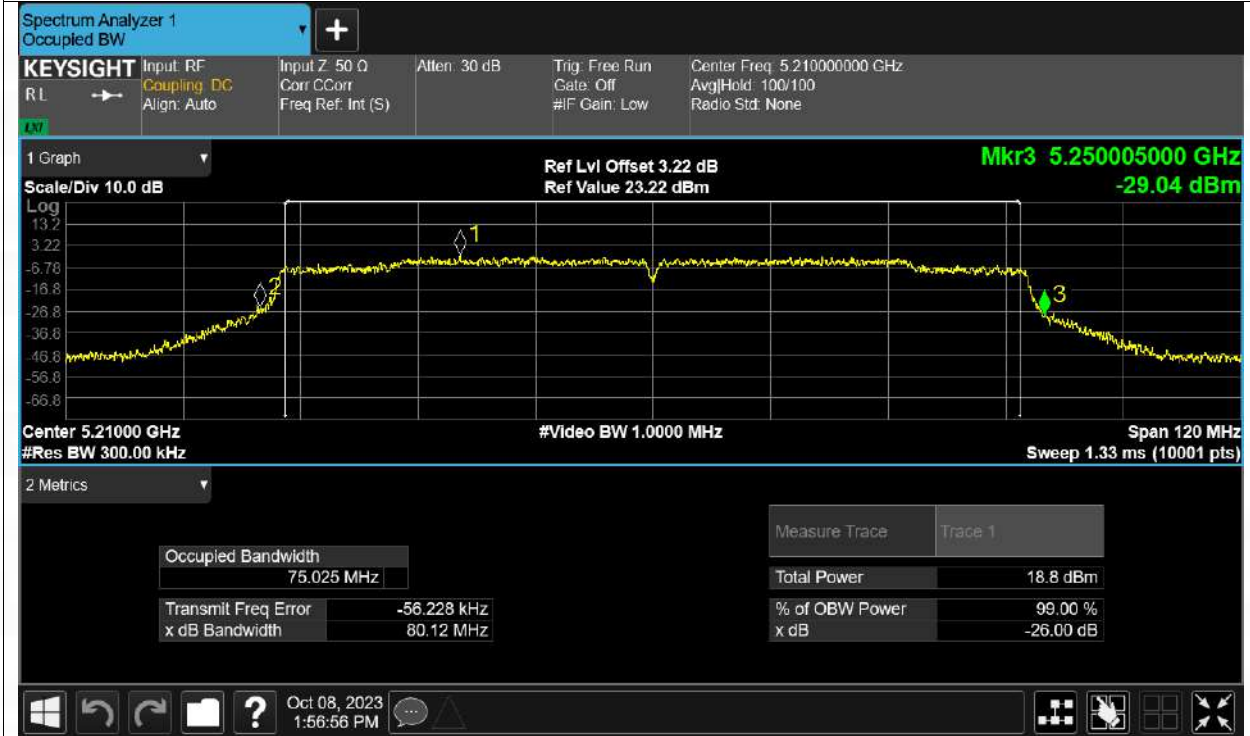 Spectrum Analyzer 1
Occupied BW
+
KEYSIGHT Input: RF Input Z: 50 Ω Atten: 30 dB Trig: Free Run Center Freq: 5.210000000 GHz
RL Coupling: DC Corr CCorr Gate: Off Avg|Hold: 100/100
Align: Auto Freq Ref: Int (S) #IF Gain: Low Radio Std: None
LXI
1 Graph Ref Lvl Offset 3.22 dB Mkr3 5.250005000 GHz
Scale/Div 10.0 dB Ref Value 23.22 dBm -29.04 dBm
Log
13.2
3.22
-6.78
-16.8
-26.8
-36.8
-46.8
-56.8
-66.8
1
2
3
Center 5.21000 GHz #Video BW 1.0000 MHz Span 120 MHz
#Res BW 300.00 kHz Sweep 1.33 ms (10001 pts)
2 Metrics
Measure Trace Trace 1
Occupied Bandwidth
75.025 MHz Total Power 18.8 dBm
Transmit Freq Error -56.228 kHz % of OBW Power 99.00 %
x dB Bandwidth 80.12 MHz x dB -26.00 dB
? Oct 08, 2023
1:56:56 PM